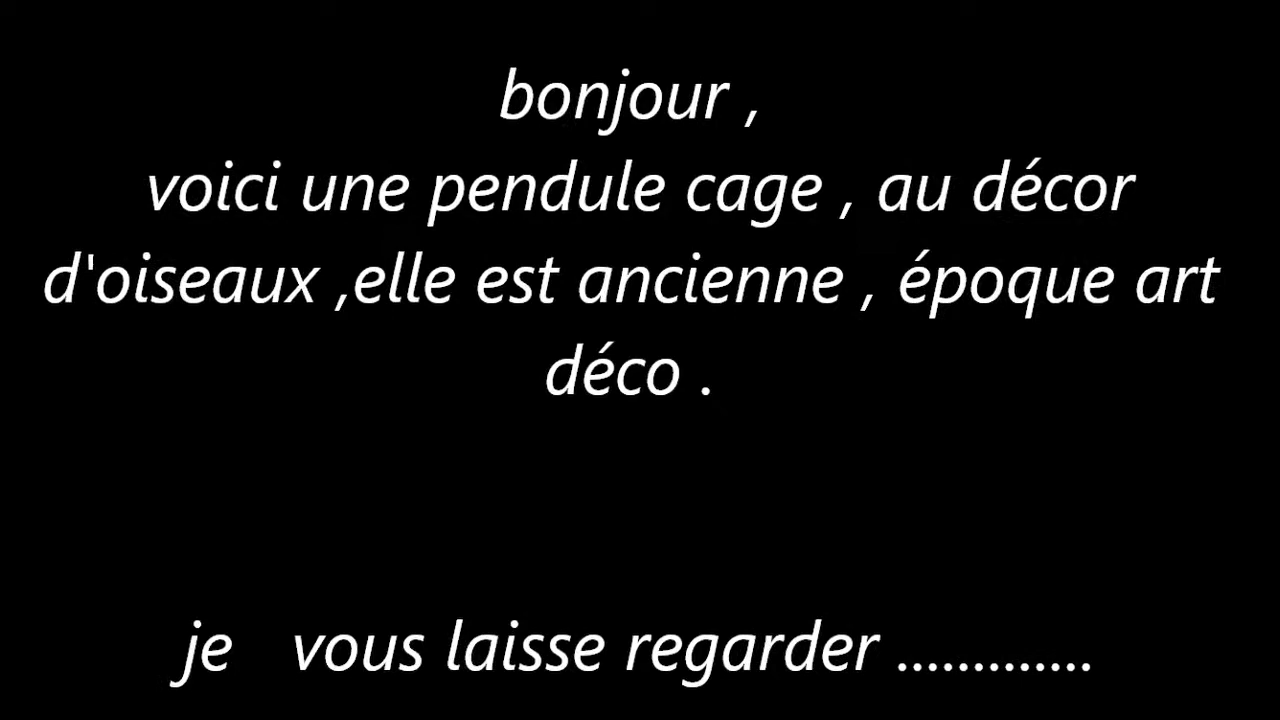 bonjour ,
voici une pendule cage , au décor
d'oiseaux ,elle est ancienne , époque art
déco .
je   vous laisse regarder .............